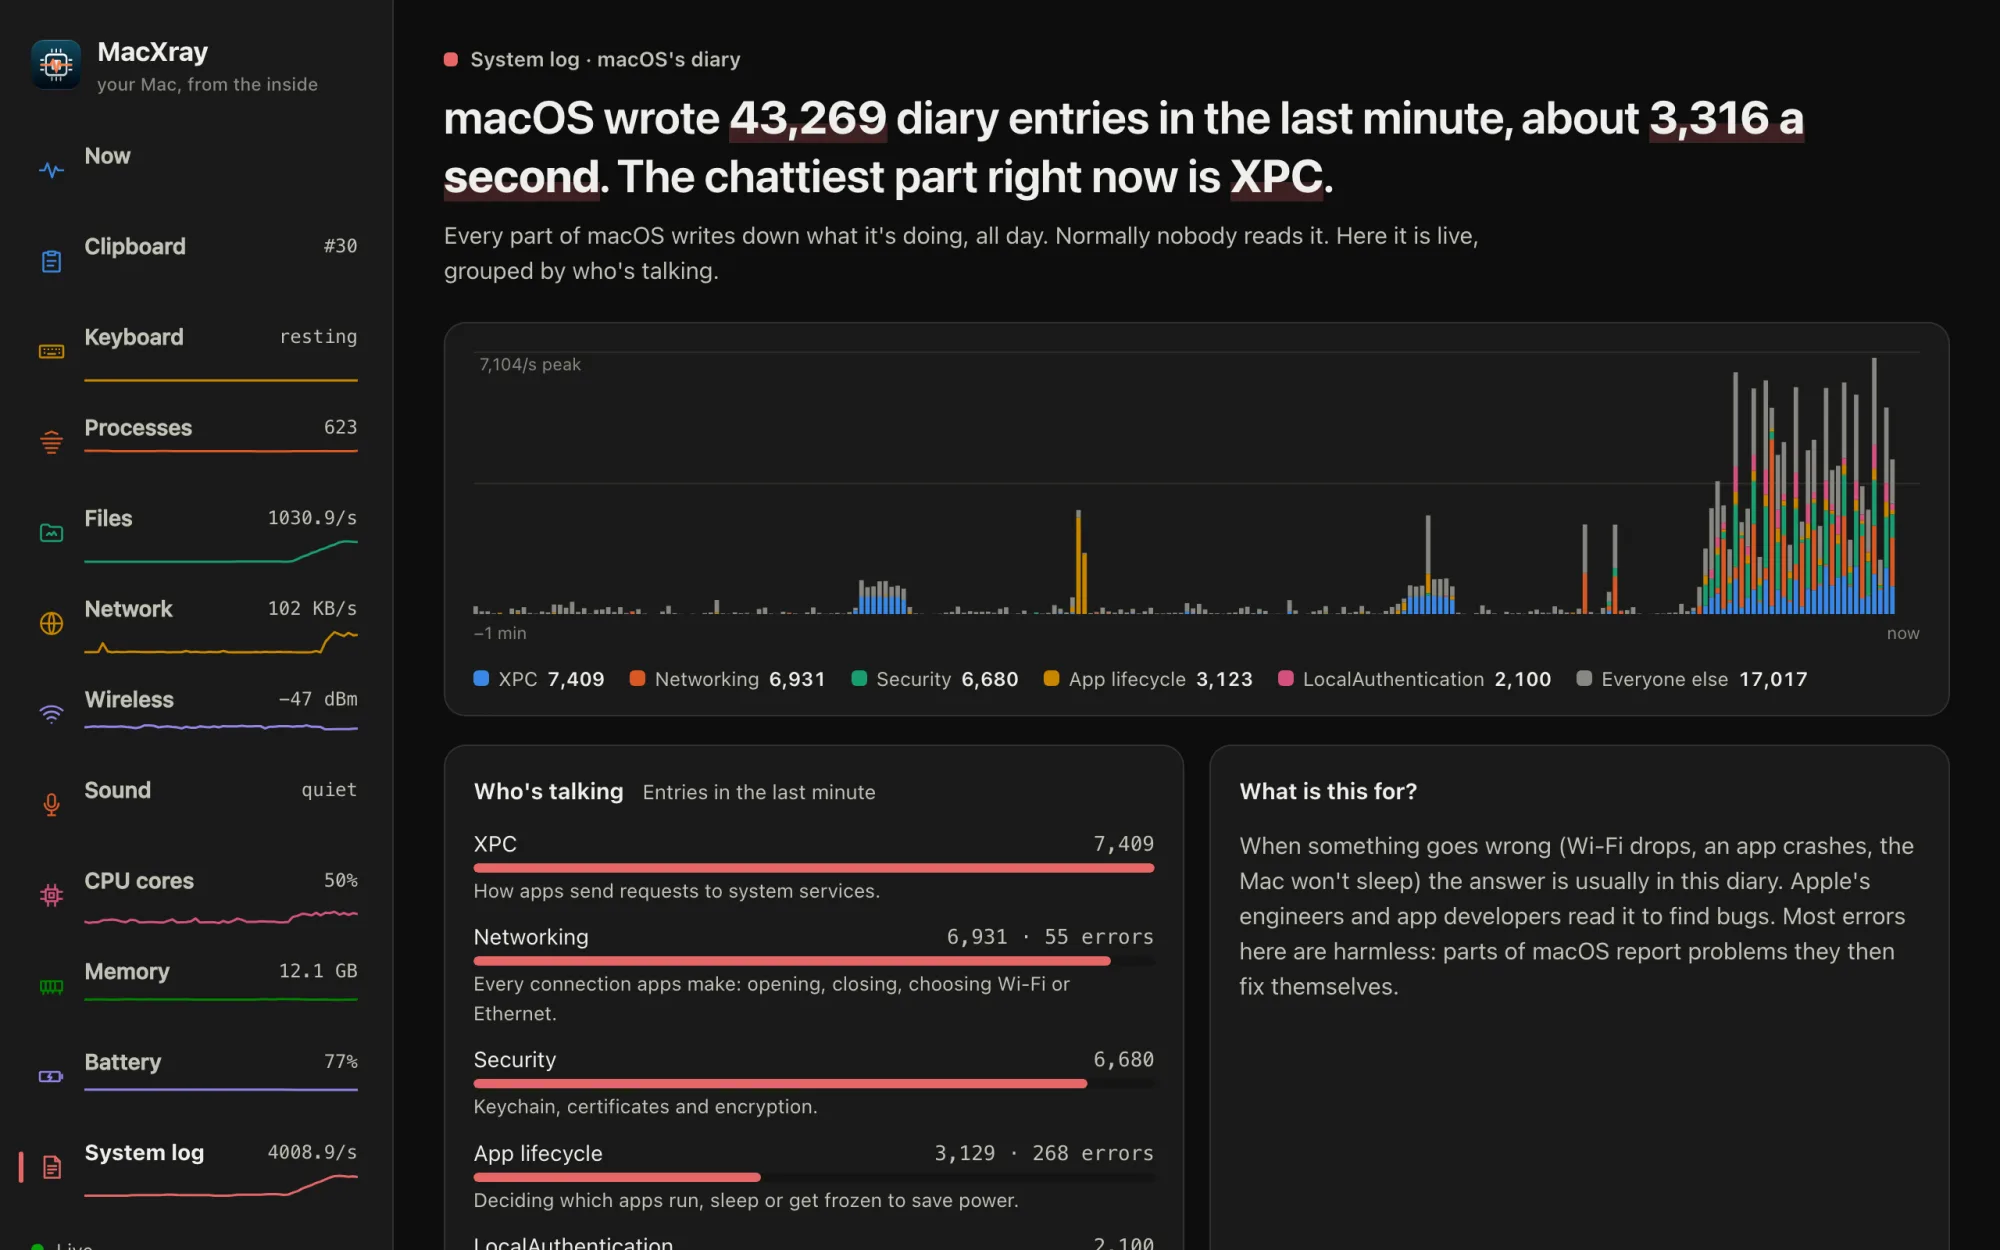 MacXray
your Mac, from the inside
Now
Clipboard #30
Keyboard resting
Processes 623
Files 1030.9/s
Network 102 KB/s
Wireless −47 dBm
Sound quiet
CPU cores 50%
Memory 12.1 GB
Battery 77%
System log 4008.9/s
Live
System log · macOS's diary
macOS wrote 43,269 diary entries in the last minute, about 3,316 a
second. The chattiest part right now is XPC.
Every part of macOS writes down what it's doing, all day. Normally nobody reads it. Here it is live,
grouped by who's talking.
7,104/s peak
−1 min now
XPC 7,409 Networking 6,931 Security 6,680 App lifecycle 3,123 LocalAuthentication 2,100 Everyone else 17,017
Who's talking Entries in the last minute
XPC 7,409
How apps send requests to system services.
Networking 6,931 · 55 errors
Every connection apps make: opening, closing, choosing Wi-Fi or
Ethernet.
Security 6,680
Keychain, certificates and encryption.
App lifecycle 3,129 · 268 errors
Deciding which apps run, sleep or get frozen to save power.
LocalAuthentication 2,100
What is this for?
When something goes wrong (Wi-Fi drops, an app crashes, the
Mac won't sleep) the answer is usually in this diary. Apple's
engineers and app developers read it to find bugs. Most errors
here are harmless: parts of macOS report problems they then
fix themselves.